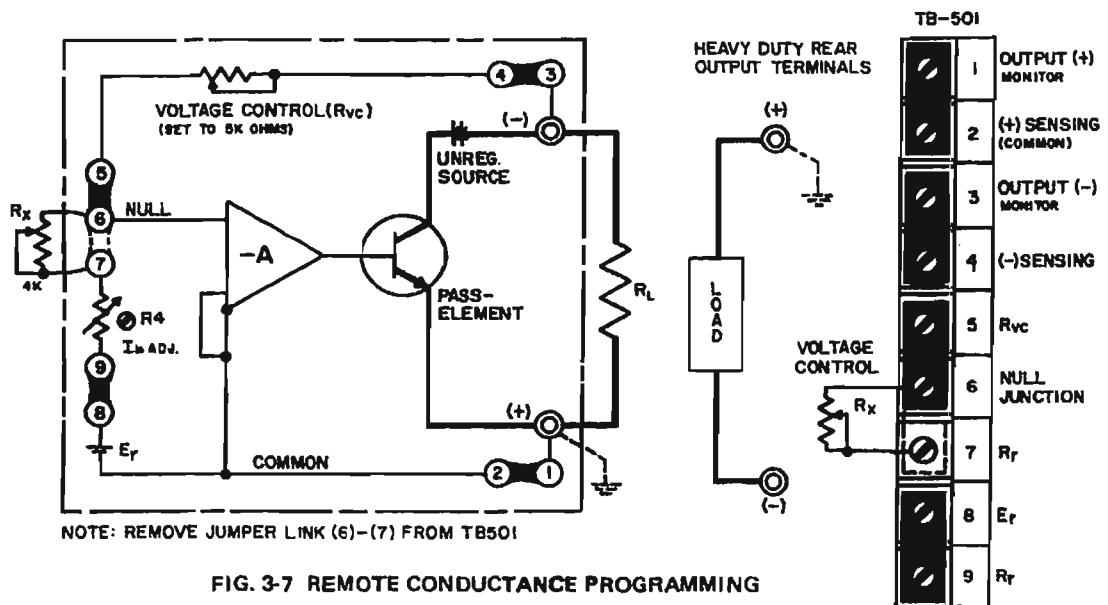 TB-501
HEAVY DUTY REAR
OUTPUT TERMINALS
4 3
VOLTAGE CONTROL (RVC)
(SET TO 5K OHMS)
(-)
UNREG.
SOURCE
5
RX
6
NULL
7
4K
-A
PASS-
ELEMENT
RL
R4
Ib ADJ.
9
8
Er
COMMON
(+)
2 1
(+)
LOAD
(-)
VOLTAGE
CONTROL
RX
1 OUTPUT (+)
MONITOR
2 (+) SENSING
(COMMON)
3 OUTPUT (-)
MONITOR
4 (-) SENSING
5 RVC
6 NULL
JUNCTION
7 Rr
8 Er
9 Rr
NOTE: REMOVE JUMPER LINK (6)-(7) FROM TB501
FIG. 3-7 REMOTE CONDUCTANCE PROGRAMMING